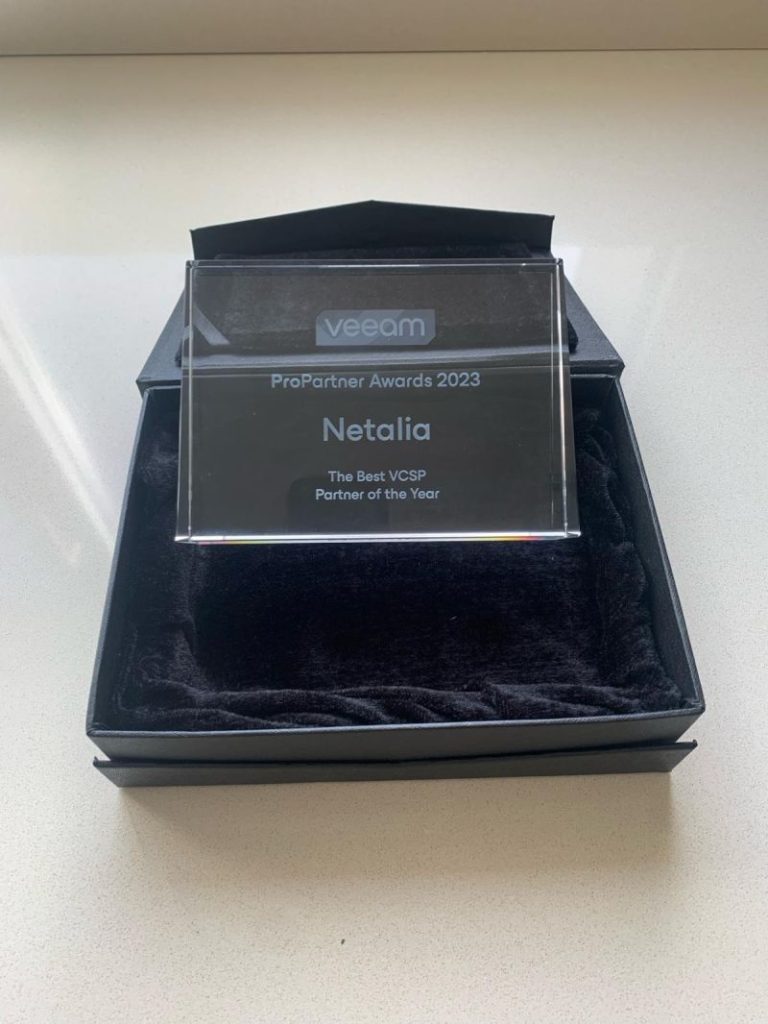 veeam
ProPartner Awards 2023
Netalia
The Best VCSP
Partner of the Year